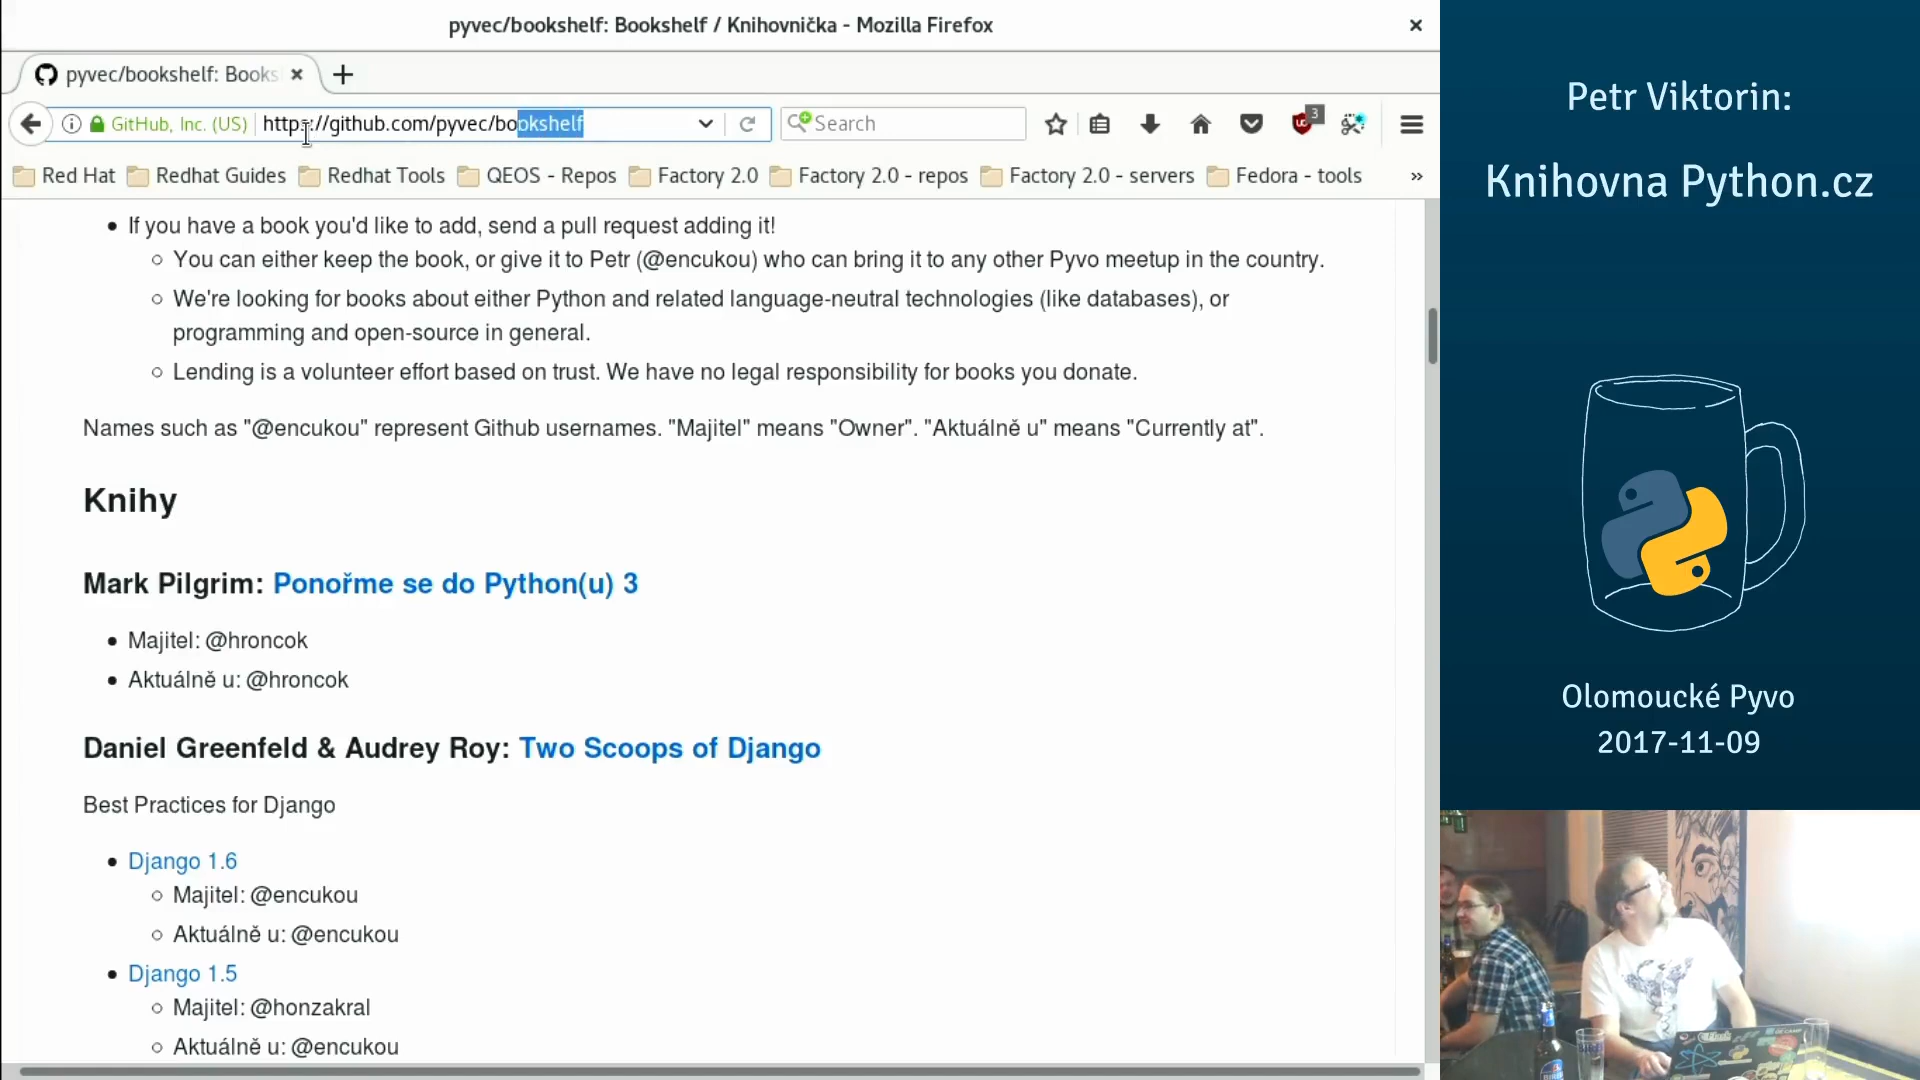 pyvec/bookshelf: Bookshelf / Knihovnička - Mozilla Firefox
pyvec/bookshelf: Books
GitHub, Inc. (US)
https://github.com/pyvec/bookshelf
Search
3
Red Hat
Redhat Guides
Redhat Tools
QEOS - Repos
Factory 2.0
Factory 2.0 - repos
Factory 2.0 - servers
Fedora - tools
If you have a book you'd like to add, send a pull request adding it!
You can either keep the book, or give it to Petr (@encukou) who can bring it to any other Pyvo meetup in the country.
We're looking for books about either Python and related language-neutral technologies (like databases), or
programming and open-source in general.
Lending is a volunteer effort based on trust. We have no legal responsibility for books you donate.
Names such as "@encukou" represent Github usernames. "Majitel" means "Owner". "Aktuálně u" means "Currently at".
Knihy
Mark Pilgrim: Ponořme se do Python(u) 3
Majitel: @hroncok
Aktuálně u: @hroncok
Daniel Greenfeld & Audrey Roy: Two Scoops of Django
Best Practices for Django
Django 1.6
Majitel: @encukou
Aktuálně u: @encukou
Django 1.5
Majitel: @honzakral
Aktuálně u: @encukou
Petr Viktorin:
Knihovna Python.cz
Olomoucké Pyvo
2017-11-09